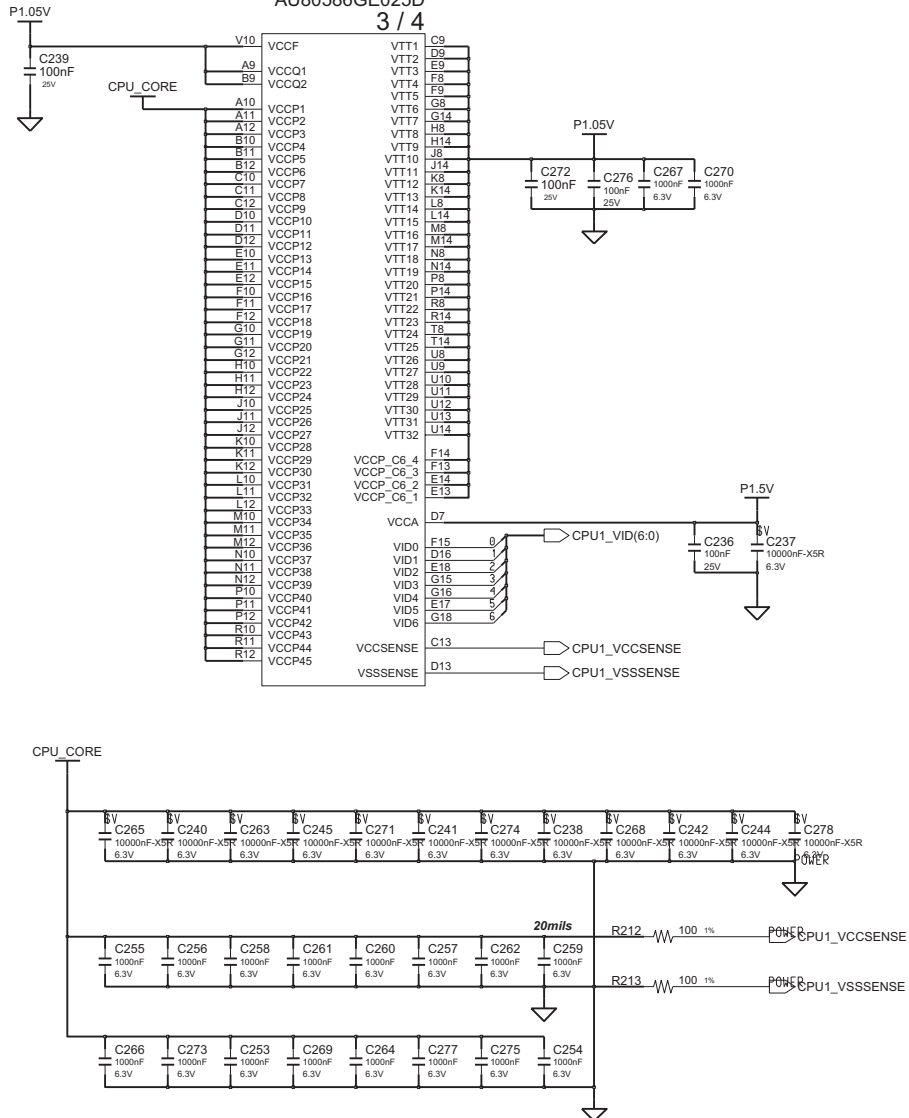 AU80586GE025D
3 / 4
P1.05V
C239
100nF
25V
CPU_CORE
V10 VCCF
A9 VCCQ1
B9 VCCQ2
A10 VCCP1
A11 VCCP2
A12 VCCP3
B10 VCCP4
B11 VCCP5
B12 VCCP6
C10 VCCP7
C11 VCCP8
C12 VCCP9
D10 VCCP10
D11 VCCP11
D12 VCCP12
E10 VCCP13
E11 VCCP14
E12 VCCP15
F10 VCCP16
F11 VCCP17
F12 VCCP18
G10 VCCP19
G11 VCCP20
G12 VCCP21
H10 VCCP22
H11 VCCP23
H12 VCCP24
J10 VCCP25
J11 VCCP26
J12 VCCP27
K10 VCCP28
K11 VCCP29
K12 VCCP30
L10 VCCP31
L11 VCCP32
L12 VCCP33
M10 VCCP34
M11 VCCP35
M12 VCCP36
N10 VCCP37
N11 VCCP38
N12 VCCP39
P10 VCCP40
P11 VCCP41
P12 VCCP42
R10 VCCP43
R11 VCCP44
R12 VCCP45
VTT1 C9
VTT2 D9
VTT3 E9
VTT4 F8
VTT5 F9
VTT6 G8
VTT7 G14
VTT8 H8
VTT9 H14
VTT10 J8
VTT11 J14
VTT12 K8
VTT13 K14
VTT14 L8
VTT15 L14
VTT16 M8
VTT17 M14
VTT18 N8
VTT19 N14
VTT20 P8
VTT21 P14
VTT22 R8
VTT23 R14
VTT24 T8
VTT25 T14
VTT26 U8
VTT27 U9
VTT28 U10
VTT29 U11
VTT30 U12
VTT31 U13
VTT32 U14
VCCP_C6_4 F14
VCCP_C6_3 F13
VCCP_C6_2 E14
VCCP_C6_1 E13
VCCA D7
VID0 F15 0
VID1 D16 1
VID2 E18 2
VID3 G15 3
VID4 G16 4
VID5 E17 5
VID6 G18 6
VCCSENSE C13
VSSSENSE D13
CPU1_VID(6:0)
CPU1_VCCSENSE
CPU1_VSSSENSE
P1.05V
C272
100nF
25V
C276
100nF
25V
C267
1000nF
6.3V
C270
1000nF
6.3V
P1.5V
C236
100nF
25V
$V
C237
10000nF-X5R
6.3V
CPU_CORE
$V $V $V $V $V $V $V $V $V $V $V $V
C265 C240 C263 C245 C271 C241 C274 C238 C268 C242 C244 C278
10000nF-X5R 10000nF-X5R 10000nF-X5R 10000nF-X5R 10000nF-X5R 10000nF-X5R 10000nF-X5R 10000nF-X5R 10000nF-X5R 10000nF-X5R 10000nF-X5R 10000nF-X5R
6.3V 6.3V 6.3V 6.3V 6.3V 6.3V 6.3V 6.3V 6.3V 6.3V 6.3V 6.3V
POWER
20mils
C255 C256 C258 C261 C260 C257 C262 C259
1000nF 1000nF 1000nF 1000nF 1000nF 1000nF 1000nF 1000nF
6.3V 6.3V 6.3V 6.3V 6.3V 6.3V 6.3V 6.3V
R212 100 1% POWER CPU1_VCCSENSE
R213 100 1% POWER CPU1_VSSSENSE
C266 C273 C253 C269 C264 C277 C275 C254
1000nF 1000nF 1000nF 1000nF 1000nF 1000nF 1000nF 1000nF
6.3V 6.3V 6.3V 6.3V 6.3V 6.3V 6.3V 6.3V